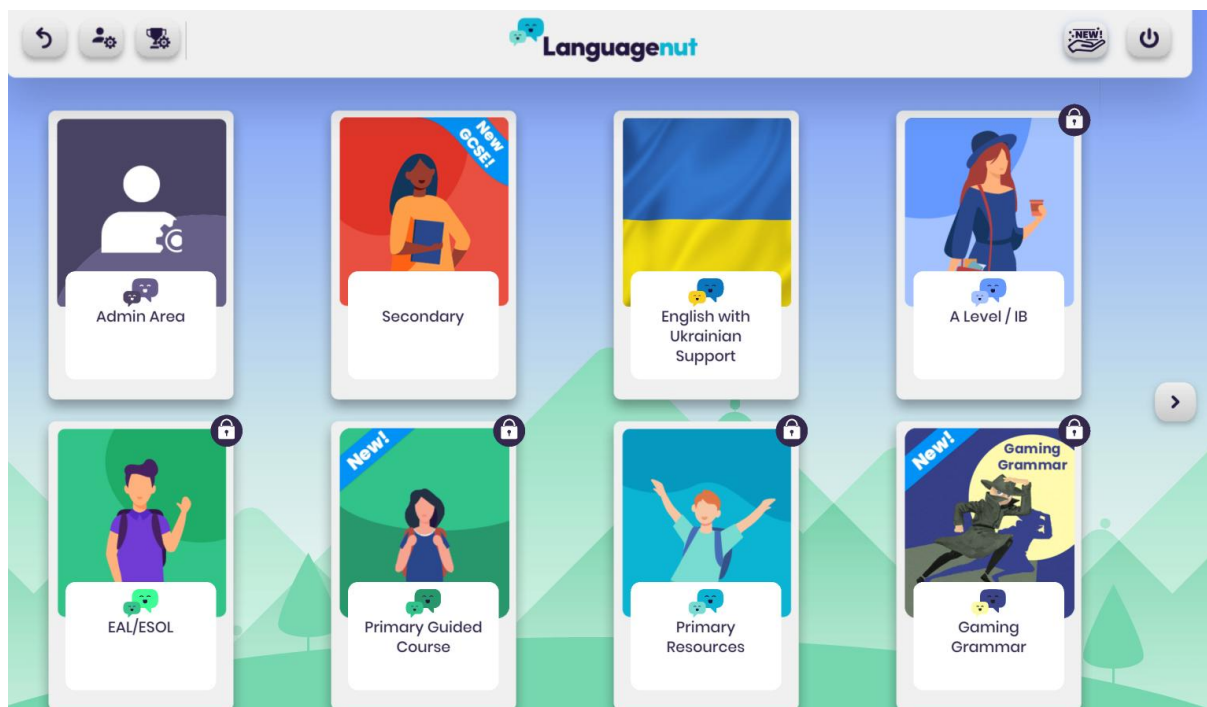 NEW!
Languagenut
New
GCSE!
Admin Area
Secondary
English with
Ukrainian
Support
A Level / IB
New!
New!
Gaming
Grammar
EAL/ESOL
Primary Guided
Course
Primary
Resources
Gaming
Grammar